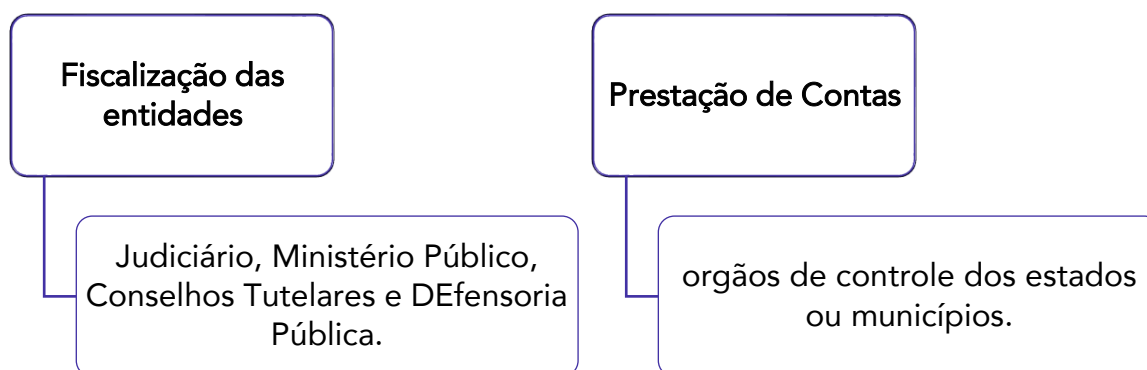 Fiscalização das
entidades
Judiciário, Ministério Público,
Conselhos Tutelares e DEfensoria
Pública.
Prestação de Contas
orgãos de controle dos estados
ou municípios.